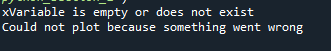 xVariable is empty or does not exist
Could not plot because something went wrong